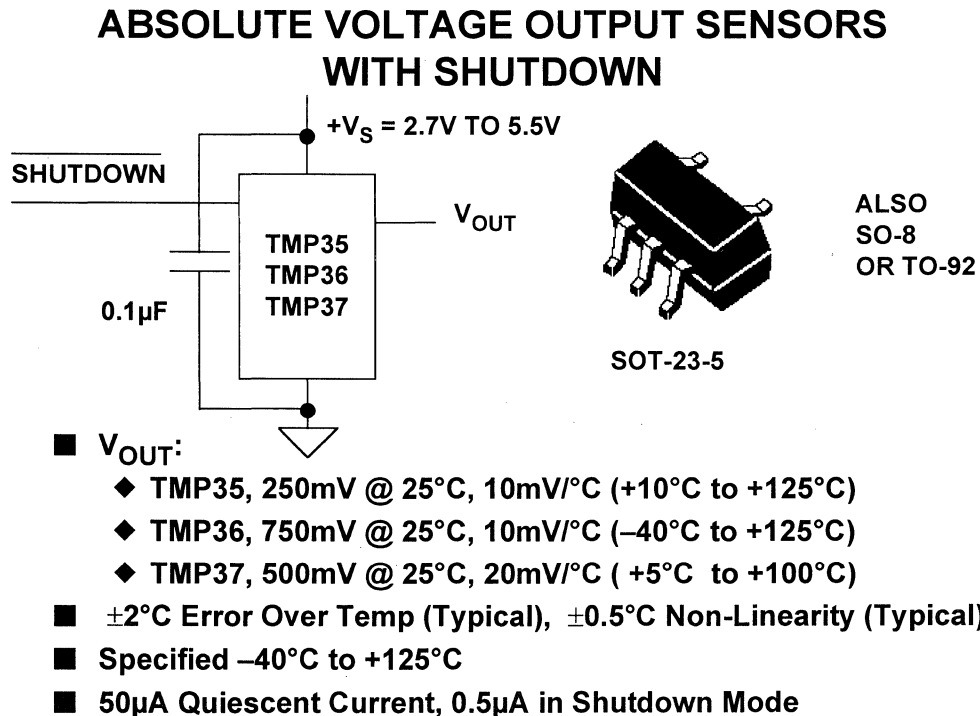 ABSOLUTE VOLTAGE OUTPUT SENSORS
WITH SHUTDOWN
+VS = 2.7V TO 5.5V
SHUTDOWN
VOUT
ALSO
SO-8
OR TO-92
TMP35
TMP36
TMP37
0.1µF
SOT-23-5
■ VOUT:
◆ TMP35, 250mV @ 25°C, 10mV/°C (+10°C to +125°C)
◆ TMP36, 750mV @ 25°C, 10mV/°C (–40°C to +125°C)
◆ TMP37, 500mV @ 25°C, 20mV/°C ( +5°C to +100°C)
■ ±2°C Error Over Temp (Typical), ±0.5°C Non-Linearity (Typical)
■ Specified –40°C to +125°C
■ 50µA Quiescent Current, 0.5µA in Shutdown Mode